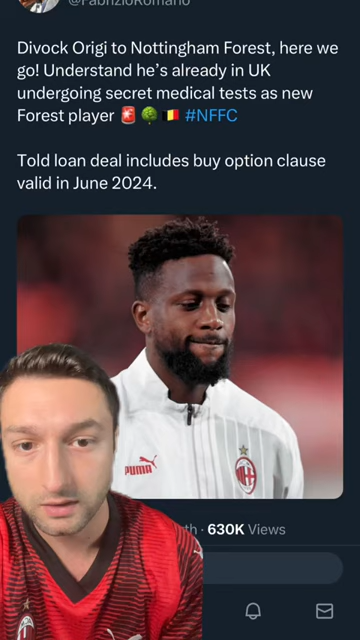 @FabrizioRomano
Divock Origi to Nottingham Forest, here we
go! Understand he’s already in UK
undergoing secret medical tests as new
Forest player 🚨🌳🇧🇪 #NFFC
Told loan deal includes buy option clause
valid in June 2024.
PUMA
630K Views